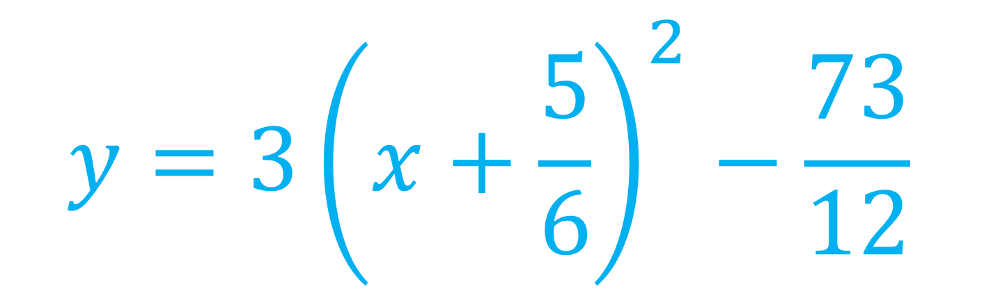 y = 3 (x + 5/6)² − 73/12